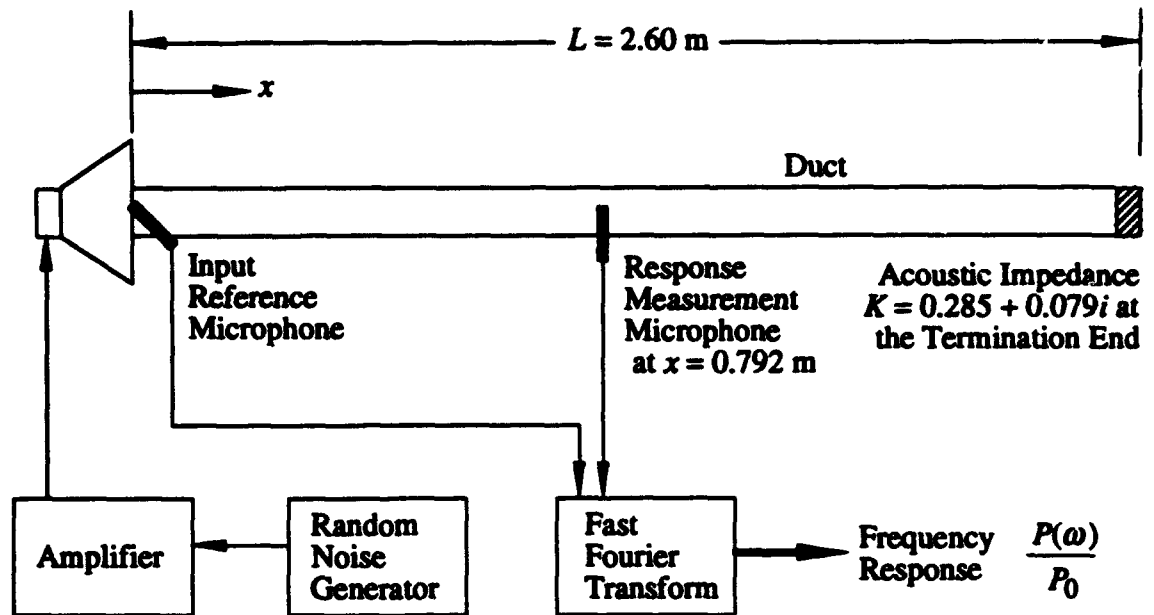 L = 2.60 m
x
Duct
Input
Reference
Microphone
Response
Measurement
Microphone
at x = 0.792 m
Acoustic Impedance
K = 0.285 + 0.079i at
the Termination End
Amplifier
Random
Noise
Generator
Fast
Fourier
Transform
Frequency
Response
P(ω)
P0